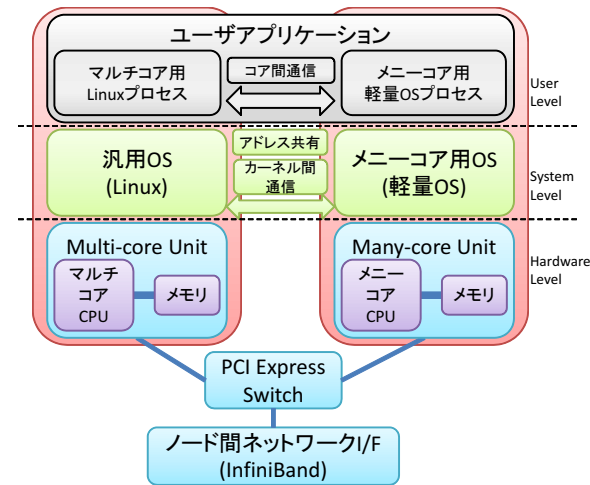 ユーザアプリケーション
マルチコア用
Linuxプロセス
コア間通信
メニーコア用
軽量OSプロセス
User
Level
汎用OS
(Linux)
アドレス共有
カーネル間
通信
メニーコア用OS
(軽量OS)
System
Level
Multi-core Unit
マルチ
コア
CPU
メモリ
Many-core Unit
メニー
コア
CPU
メモリ
Hardware
Level
PCI Express
Switch
ノード間ネットワークI/F
(InfiniBand)